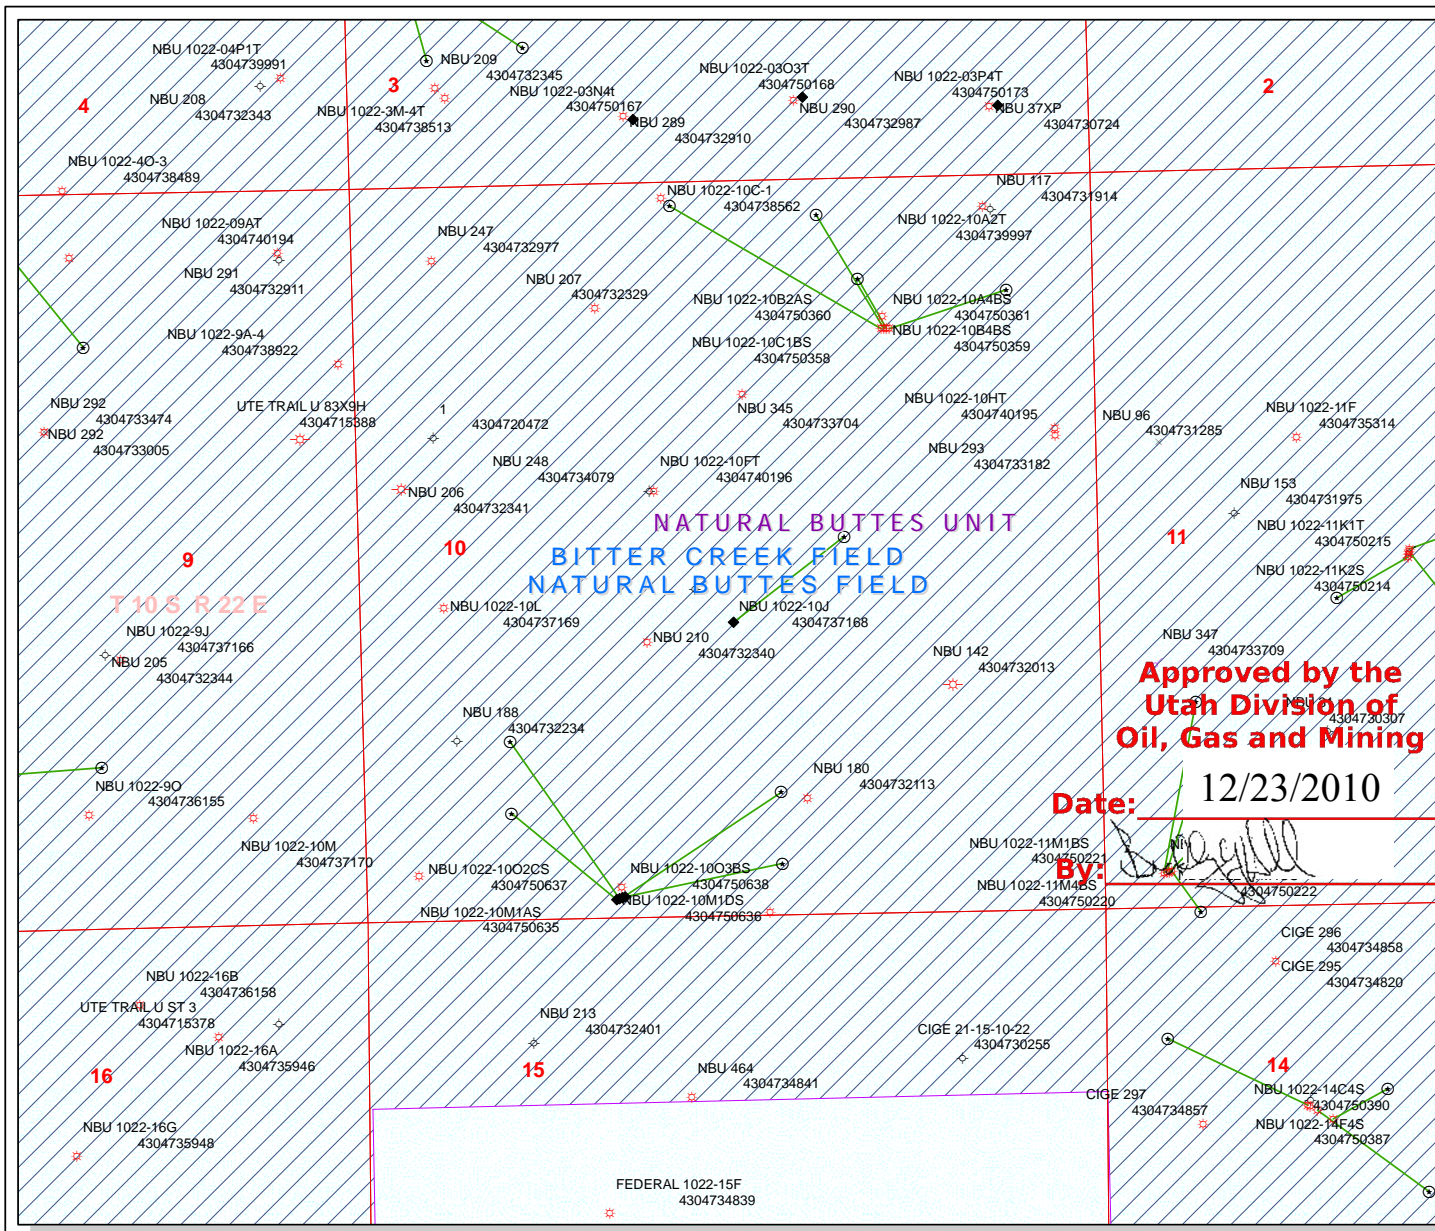 NBU 1022-04P1T
4304739991
NBU 208
4304732343
3
NBU 209
4304732345
NBU 1022-3M-4T
4304738513
NBU 1022-03N4t
4304750167
NBU 289
4304732910
NBU 1022-03O3T
4304750168
NBU 290
4304732987
NBU 1022-03P4T
4304750173
NBU 37XP
4304730724
2
4
NBU 1022-4O-3
4304738489
NBU 1022-09AT
4304740194
NBU 291
4304732911
NBU 247
4304732977
NBU 207
4304732329
NBU 1022-10C-1
4304738562
NBU 117
4304731914
NBU 1022-10A2T
4304739997
NBU 1022-10B2AS
4304750360
NBU 1022-10A4BS
4304750361
NBU 1022-10B4BS
4304750359
NBU 1022-10C1BS
4304750358
NBU 1022-9A-4
4304738922
NBU 292
4304733474
NBU 292
4304733005
UTE TRAIL U 83X9H
4304715388
1
4304720472
NBU 345
4304733704
NBU 1022-10HT
4304740195
NBU 293
4304733182
NBU 96
4304731285
NBU 1022-11F
4304735314
NBU 248
4304734079
NBU 1022-10FT
4304740196
NBU 206
4304732341
NBU 153
4304731975
NATURAL BUTTES UNIT
BITTER CREEK FIELD
NATURAL BUTTES FIELD
9
10
11
NBU 1022-11K1T
4304750215
NBU 1022-11K2S
4304750214
T 10 S R 22 E
NBU 1022-10L
4304737169
NBU 1022-10J
4304737168
NBU 1022-9J
4304737166
NBU 205
4304732344
NBU 210
4304732340
NBU 142
4304732013
NBU 347
4304733709
Approved by the
Utah Division of
Oil, Gas and Mining
4304730307
Date: 12/23/2010
By:
NBU 188
4304732234
NBU 180
4304732113
NBU 1022-9O
4304736155
NBU 1022-10M
4304737170
NBU 1022-10O2CS
4304750637
NBU 1022-10O3BS
4304750638
NBU 1022-10M1DS
4304750636
NBU 1022-10M1AS
4304750635
NBU 1022-11M1BS
4304750221
NBU 1022-11M4BS
4304750220
4304750222
CIGE 296
4304734858
CIGE 295
4304734820
NBU 1022-16B
4304736158
UTE TRAIL U ST 3
4304715378
NBU 1022-16A
4304735946
NBU 213
4304732401
CIGE 21-15-10-22
4304730255
16
15
14
NBU 464
4304734841
CIGE 297
4304734857
NBU 1022-14C4S
4304750390
NBU 1022-14F4S
4304750387
NBU 1022-16G
4304735948
FEDERAL 1022-15F
4304734839